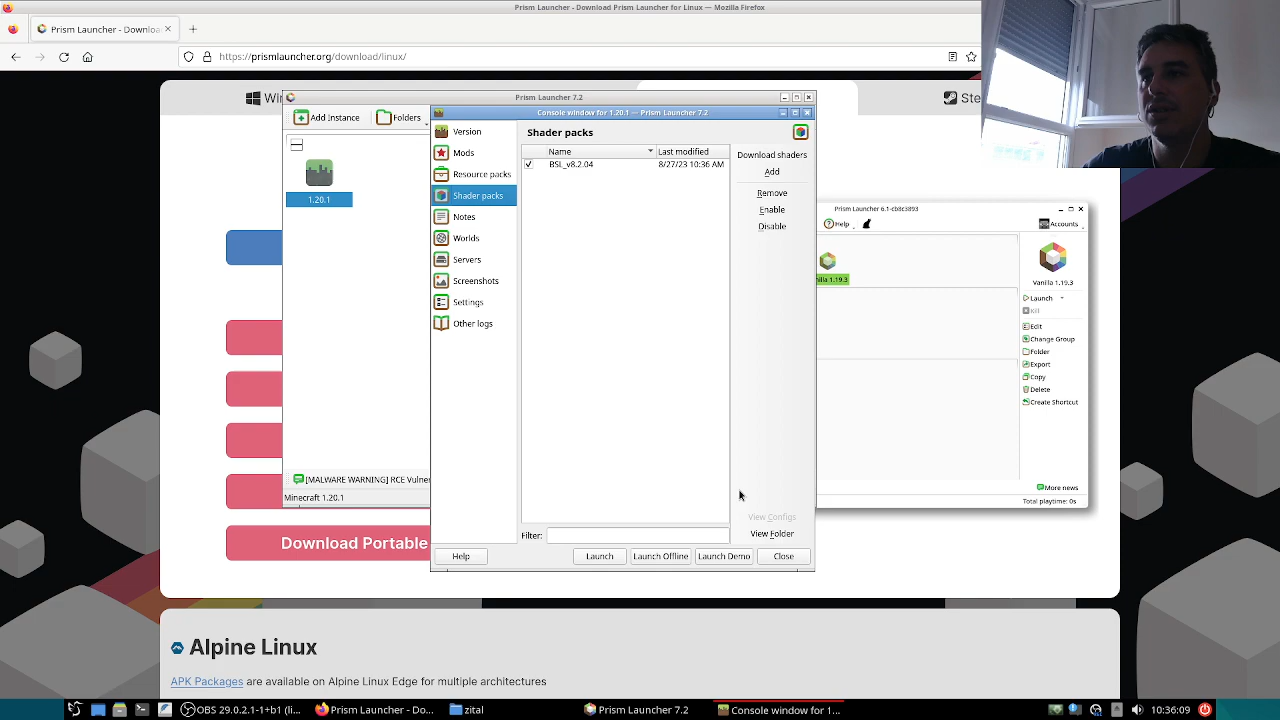 Prism Launcher - Download Prism Launcher for Linux — Mozilla Firefox
Prism Launcher - Downloa
https://prismlauncher.org/download/linux/
Win
Ste
Prism Launcher 7.2
Add Instance
Folders
1.20.1
[MALWARE WARNING] RCE Vulner
Minecraft 1.20.1
Console window for 1.20.1 — Prism Launcher 7.2
Version
Mods
Resource packs
Shader packs
Notes
Worlds
Servers
Screenshots
Settings
Other logs
Shader packs
Name
Last modified
BSL_v8.2.04
8/27/23 10:36 AM
Download shaders
Add
Remove
Enable
Disable
View Configs
View Folder
Filter:
Help
Launch
Launch Offline
Launch Demo
Close
Prism Launcher 6.1-cb8c3893
Help
Accounts
nilla 1.19.3
Vanilla 1.19.3
Launch
Kill
Edit
Change Group
Folder
Export
Copy
Delete
Create Shortcut
More news
Total playtime: 0s
Download Portable
Alpine Linux
APK Packages are available on Alpine Linux Edge for multiple architectures
OBS 29.0.2.1-1+b1 (li...
Prism Launcher - Do...
zital
Prism Launcher 7.2
Console window for 1...
10:36:09